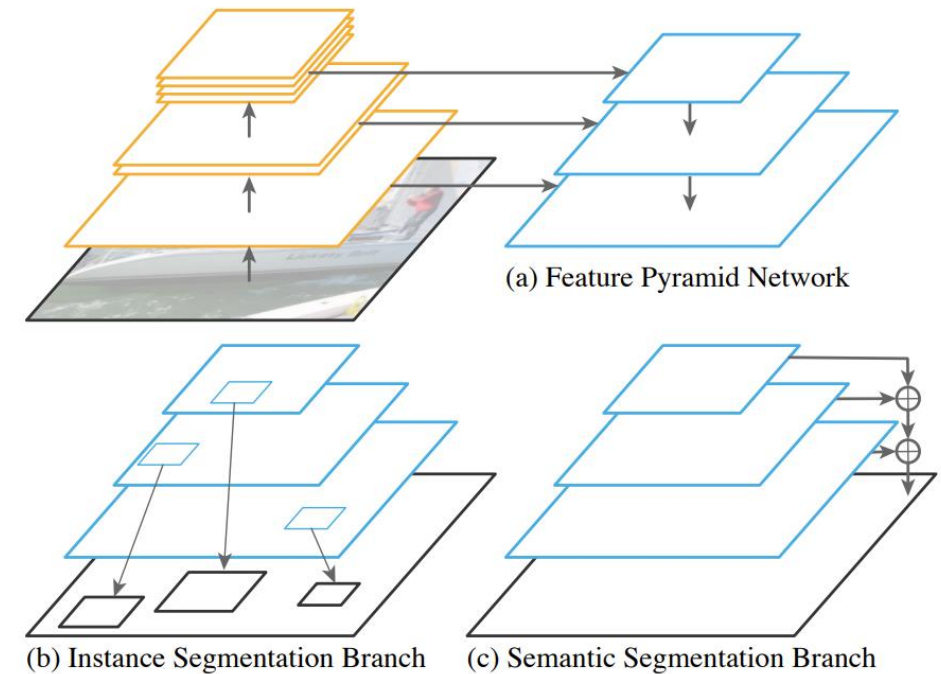 (a) Feature Pyramid Network
(b) Instance Segmentation Branch
(c) Semantic Segmentation Branch